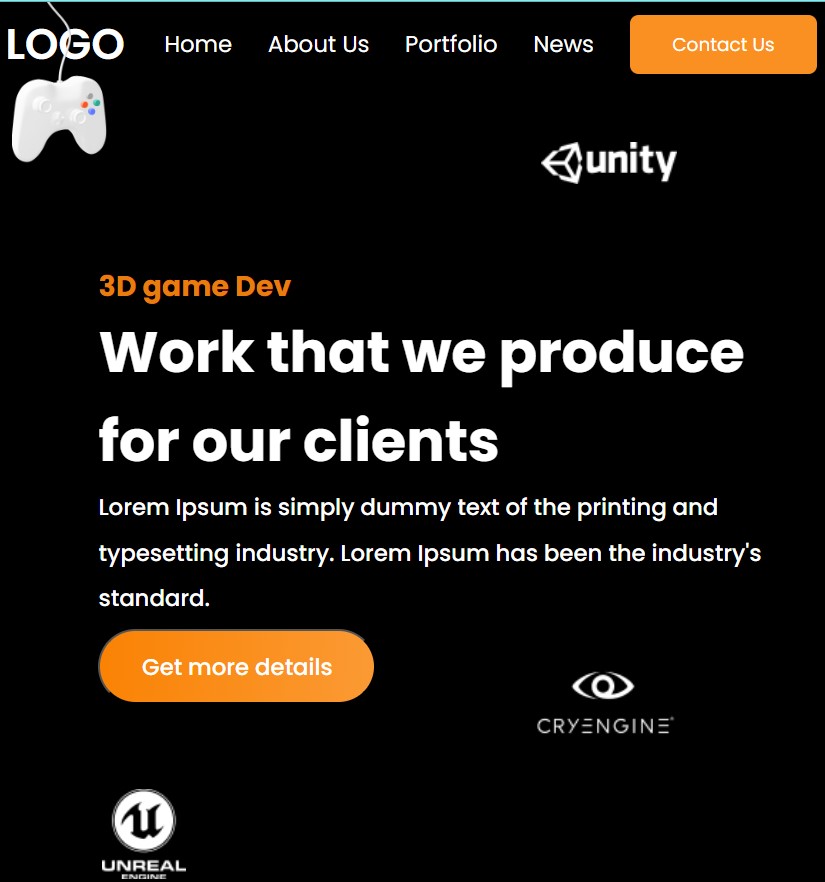 LOGO
Home
About Us
Portfolio
News
Contact Us
unity
3D game Dev
Work that we produce
for our clients
Lorem Ipsum is simply dummy text of the printing and
typesetting industry. Lorem Ipsum has been the industry's
standard.
Get more details
CRYENGINE
UNREAL
ENGINE